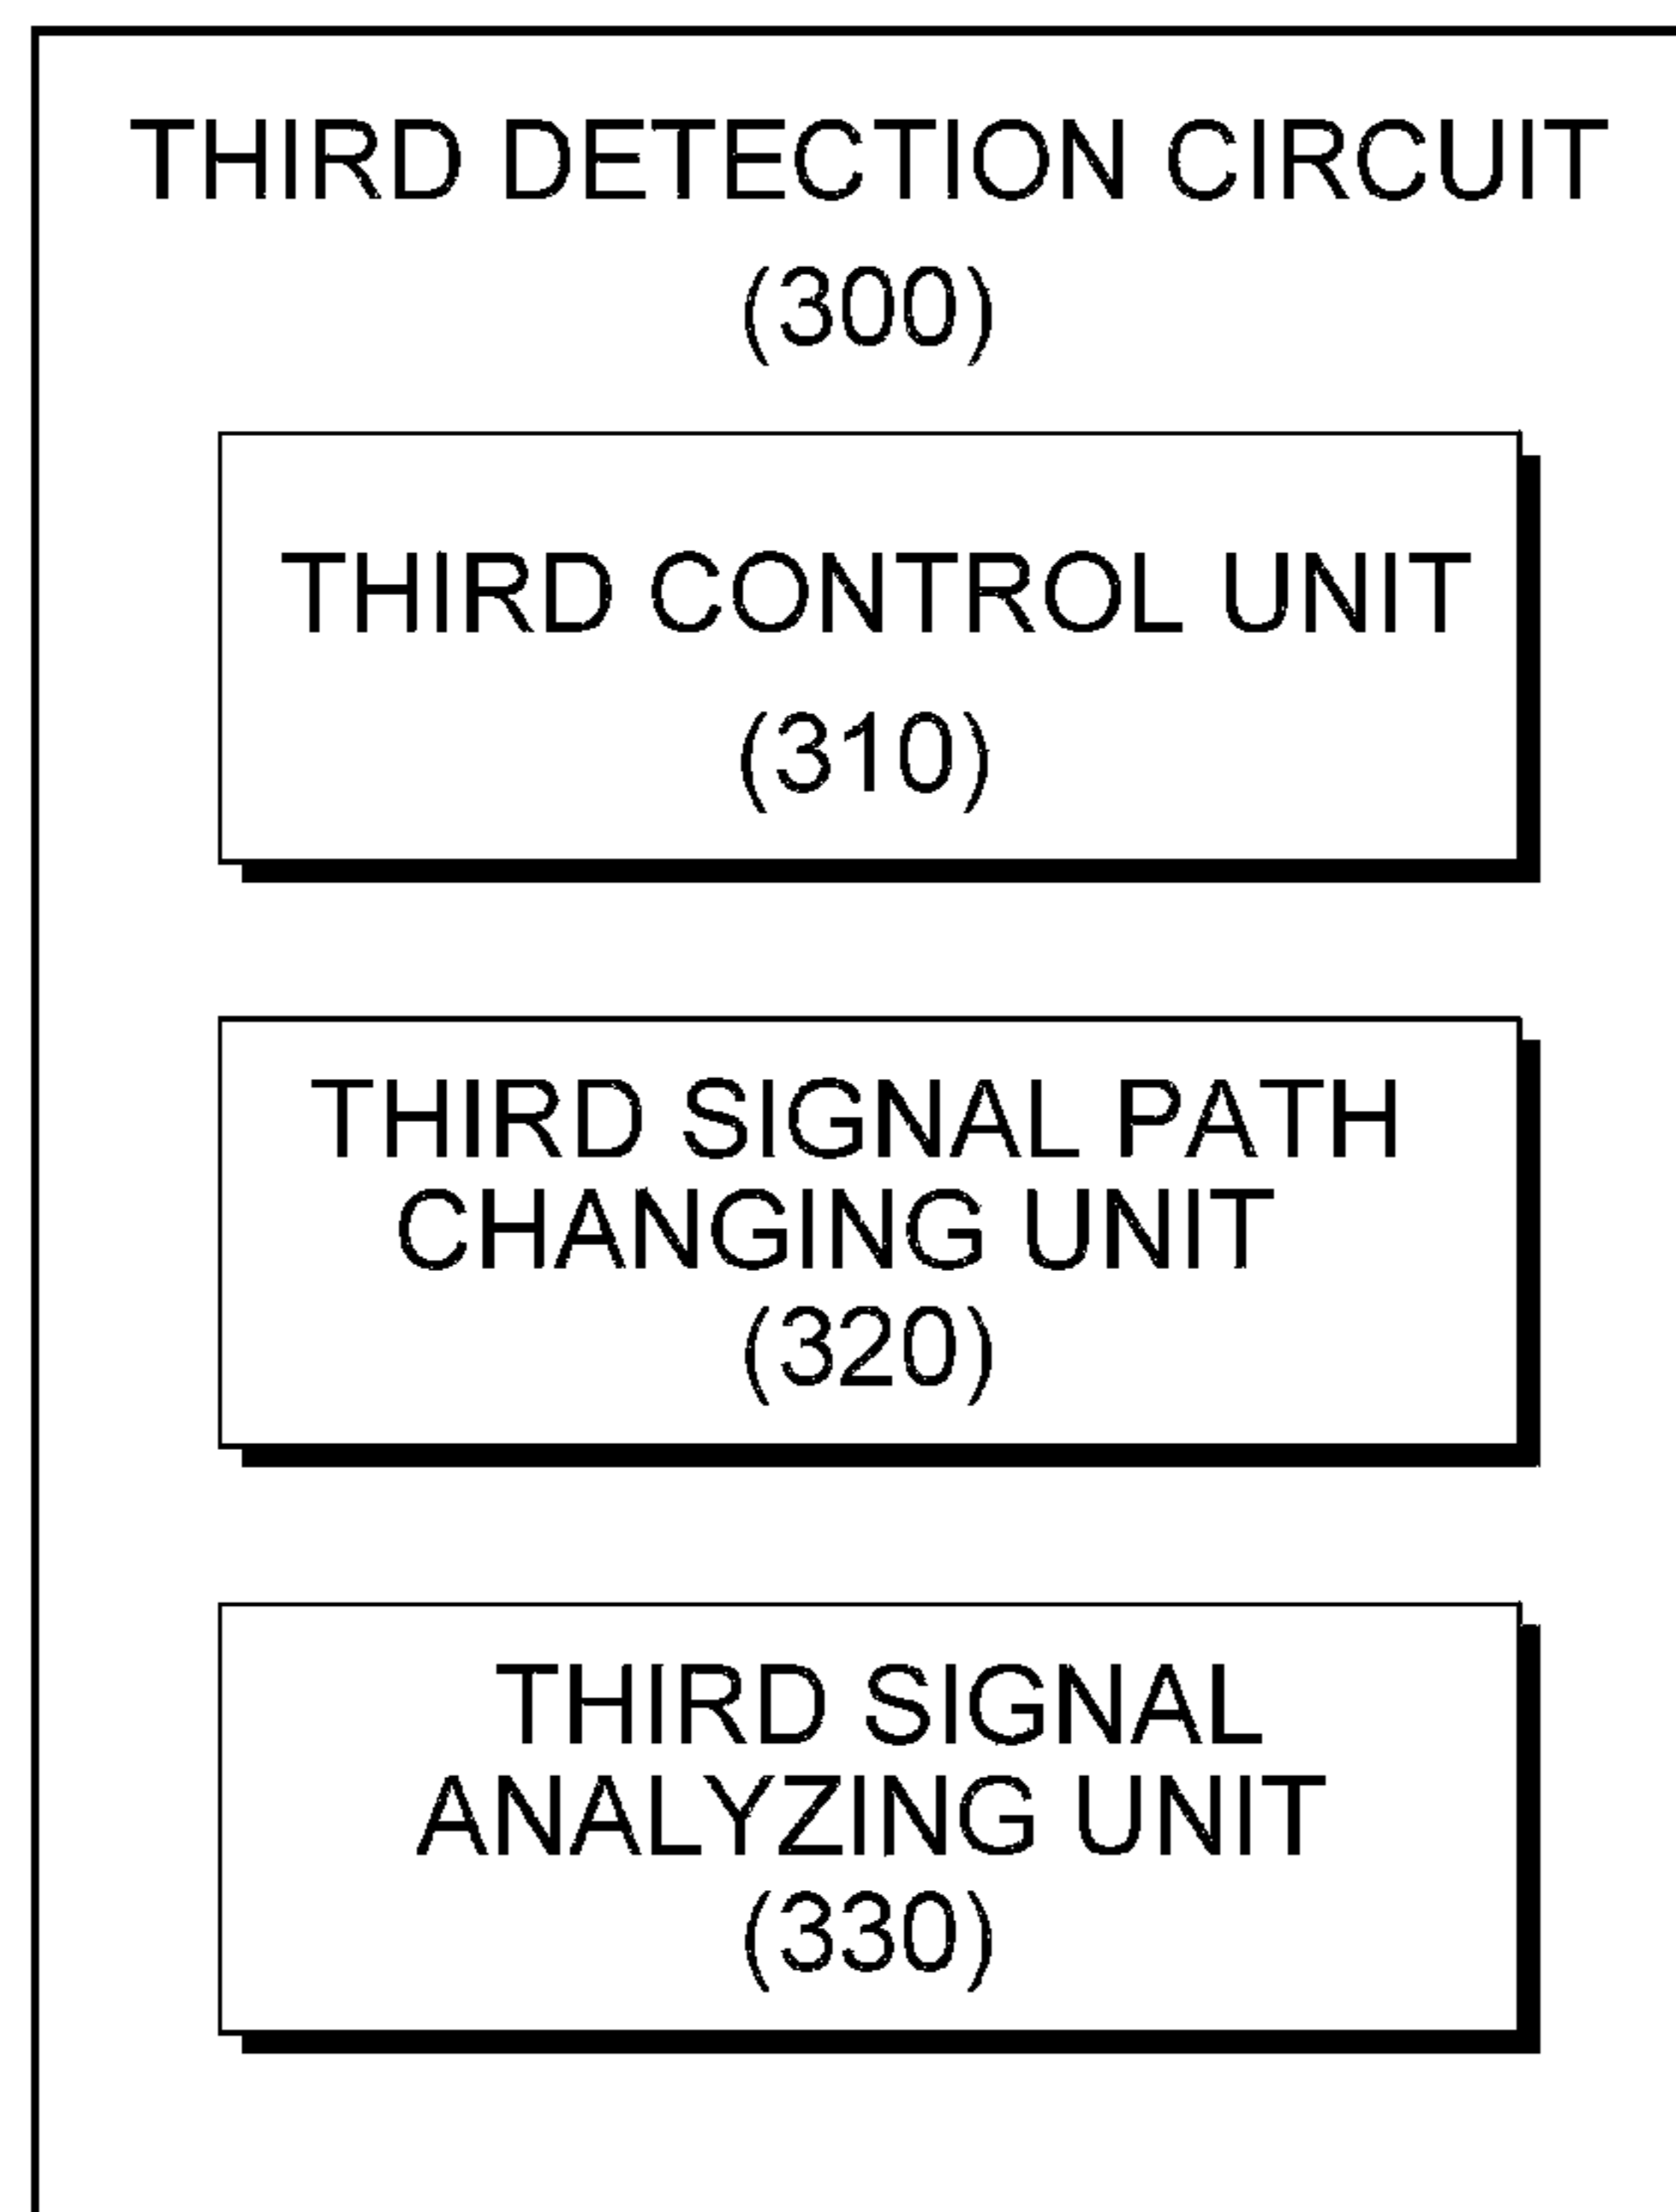 THIRD DETECTION CIRCUIT
(300)
THIRD CONTROL UNIT
(310)
THIRD SIGNAL PATH
CHANGING UNIT
(320)
THIRD SIGNAL
ANALYZING UNIT
(330)